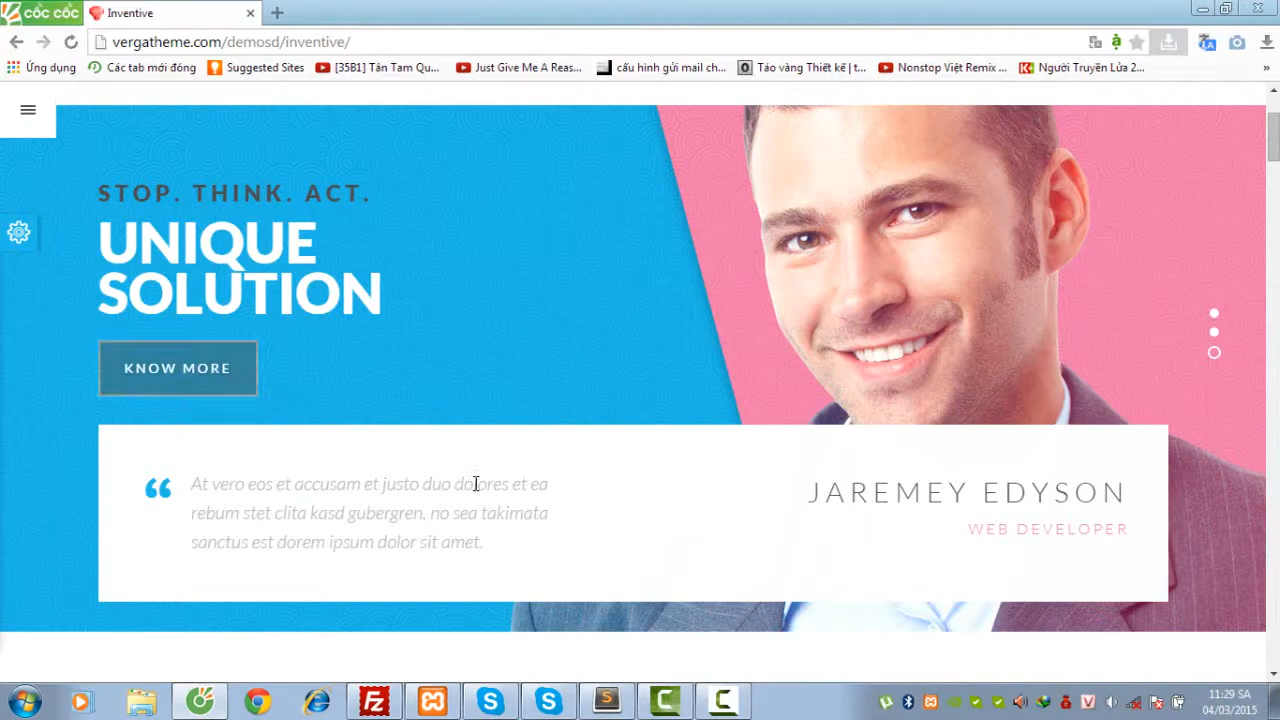 CỐC CỐC
Inventive
vergatheme.com/demosd/inventive/
Ứng dụng
Các tab mới đóng
Suggested Sites
[35B1] Tân Tam Qu...
Just Give Me A Reas...
cấu hình gửi mail cn...
Táo vàng Thiết kế | t...
Nonstop Việt Remix ...
Người Truyền Lửa 2...
»
STOP. THINK. ACT.
UNIQUE
SOLUTION
KNOW MORE
“ At vero eos et accusam et justo duo dolores et ea
rebum stet clita kasd gubergren, no sea takimata
sanctus est dorem ipsum dolor sit amet.
JAREMEY EDYSON
WEB DEVELOPER
11:29 SA
04/03/2015